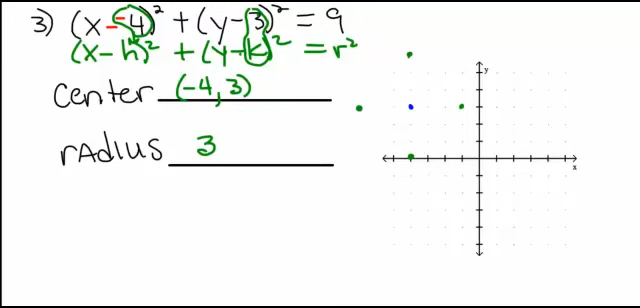 3) (x--4)² + (y-3)² = 9
(x-h)² + (y-k)² = r²
center (-4, 3)
radius 3
y
x